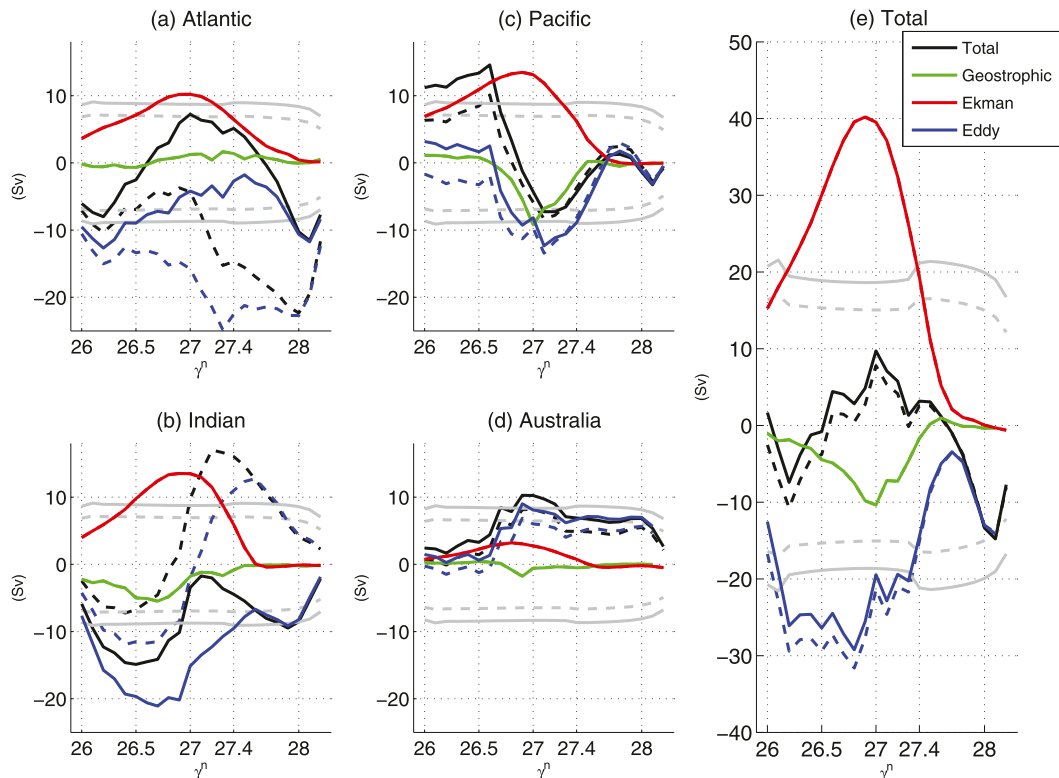 (a) Atlantic
10
0
−10
−20
(Sv)
26
26.5
27
27.4
28
γn
(c) Pacific
10
0
−10
−20
(Sv)
26
26.5
27
27.4
28
γn
(b) Indian
10
0
−10
−20
(Sv)
26
26.5
27
27.4
28
γn
(d) Australia
10
0
−10
−20
(Sv)
26
26.5
27
27.4
28
γn
(e) Total
Total
Geostrophic
Ekman
Eddy
50
40
30
20
10
0
−10
−20
−30
−40
(Sv)
26
26.5
27
27.4
28
γn